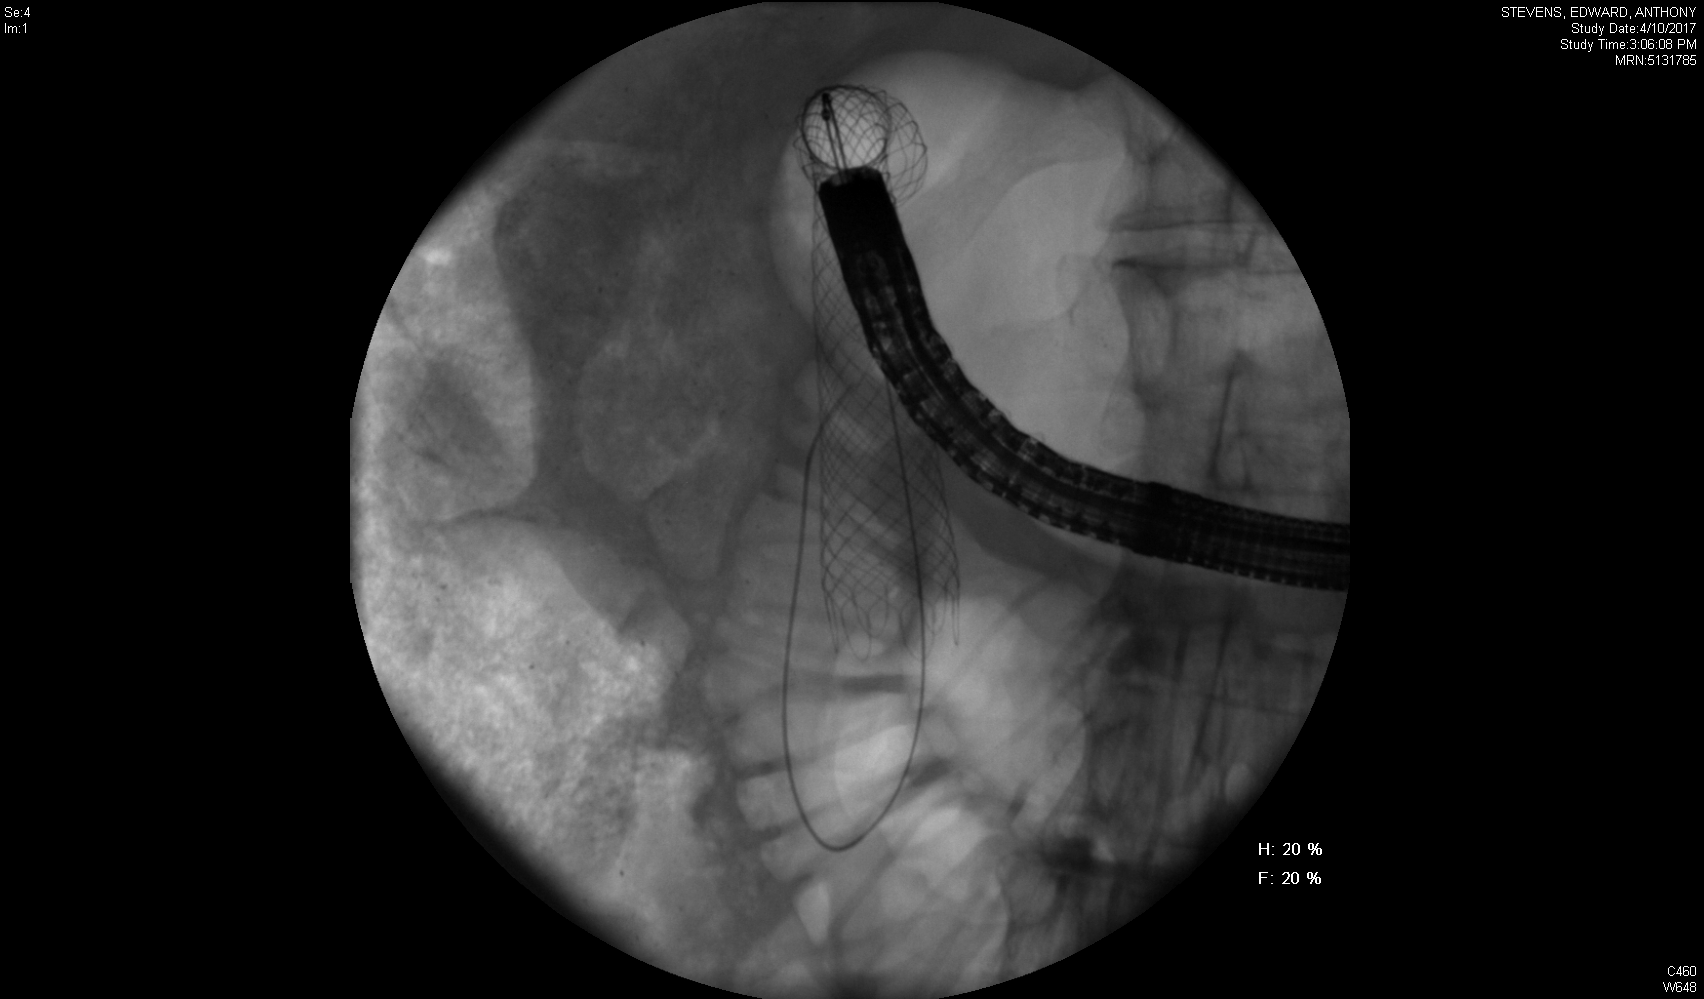 Se:4
Im:1
STEVENS, EDWARD, ANTHONY
Study Date:4/10/2017
Study Time:3:06:08 PM
MRN:5131785
H: 20 %
F: 20 %
C460
W648